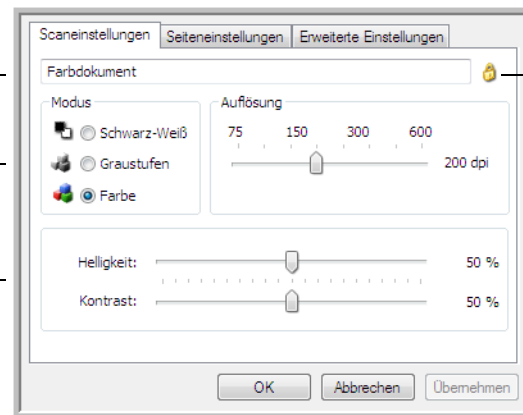 Scaneinstellungen Seiteneinstellungen Erweiterte Einstellungen
Farbdokument
Modus
Schwarz-Weiß
Graustufen
Farbe
Auflösung
75 150 300 600
200 dpi
Helligkeit: 50 %
Kontrast: 50 %
OK Abbrechen Übernehmen